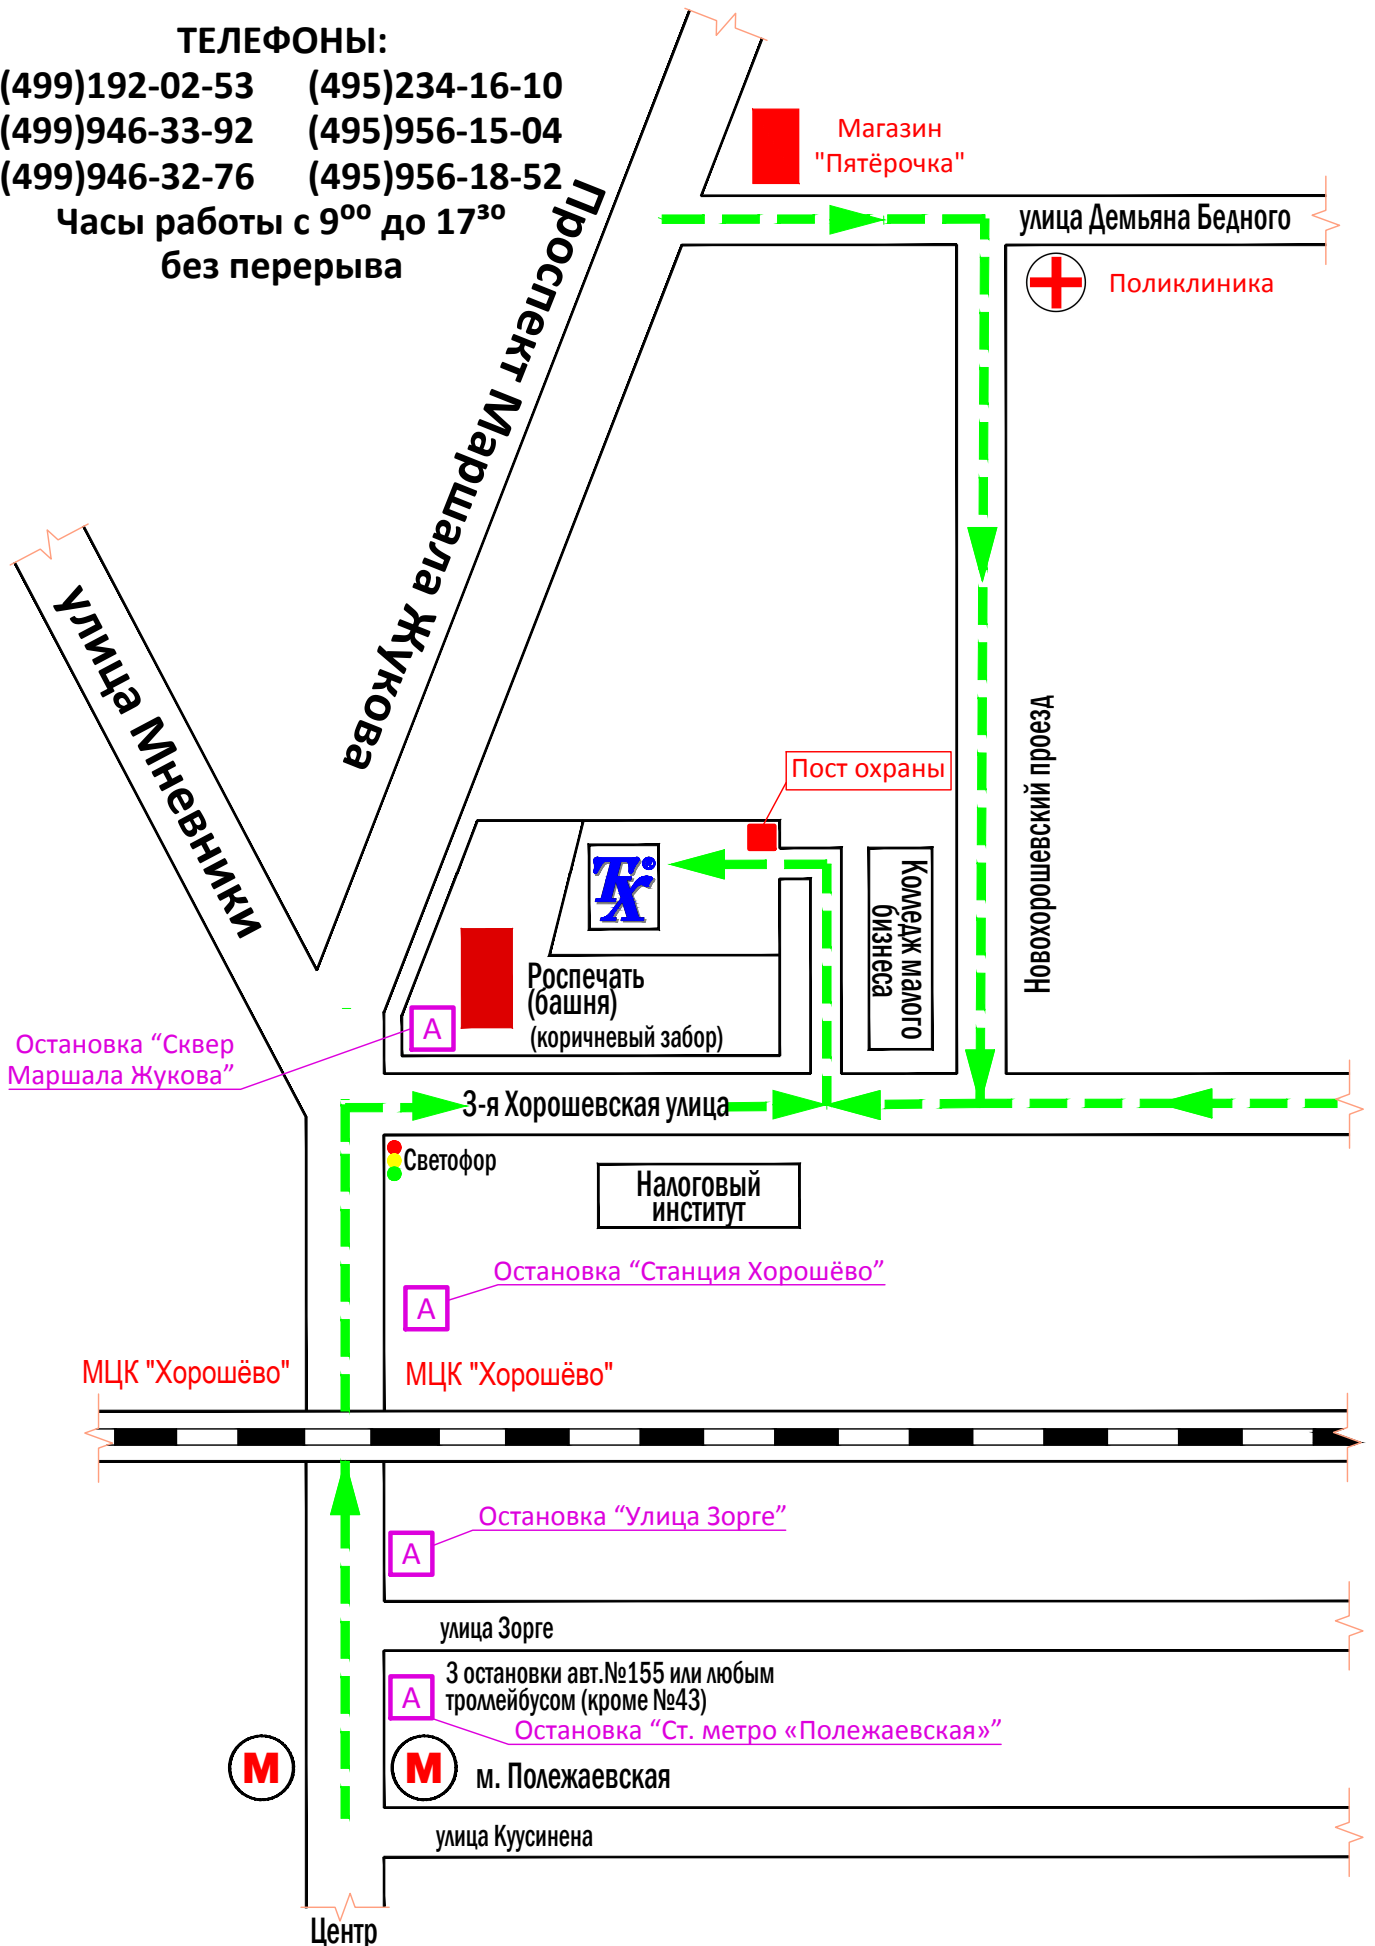 ТЕЛЕФОНЫ:
(499)192-02-53 (495)234-16-10
(499)946-33-92 (495)956-15-04
(499)946-32-76 (495)956-18-52
Часы работы с 9⁰⁰ до 17³⁰
без перерыва
Магазин
"Пятёрочка"
улица Демьяна Бедного
Поликлиника
Проспект Маршала Жукова
улица Мневники
Новохорошевский проезд
Пост охраны
ТХ
Колледж малого
бизнеса
Роспечать
(башня)
(коричневый забор)
А
Остановка “Сквер
Маршала Жукова”
3-я Хорошевская улица
Светофор
Налоговый
институт
Остановка “Станция Хорошёво”
А
МЦК "Хорошёво"
МЦК "Хорошёво"
Остановка “Улица Зорге”
А
улица Зорге
3 остановки авт.№155 или любым
троллейбусом (кроме №43)
А
Остановка “Ст. метро «Полежаевская»”
М
М
м. Полежаевская
улица Куусинена
Центр